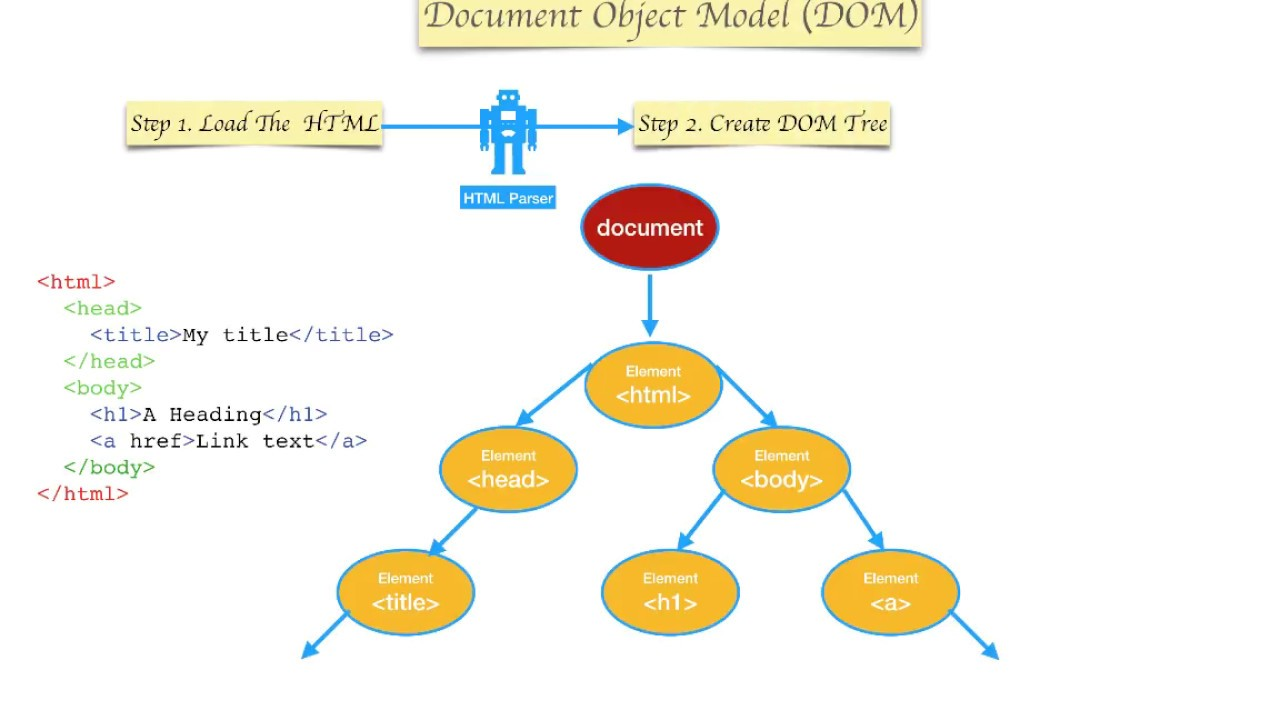 Document Object Model (DOM)
Step 1. Load The HTML
Step 2. Create DOM Tree
HTML Parser
document
<html>
<head>
<title>My title</title>
</head>
<body>
<h1>A Heading</h1>
<a href>Link text</a>
</body>
</html>
Element
<html>
Element
<head>
Element
<body>
Element
<title>
Element
<h1>
Element
<a>